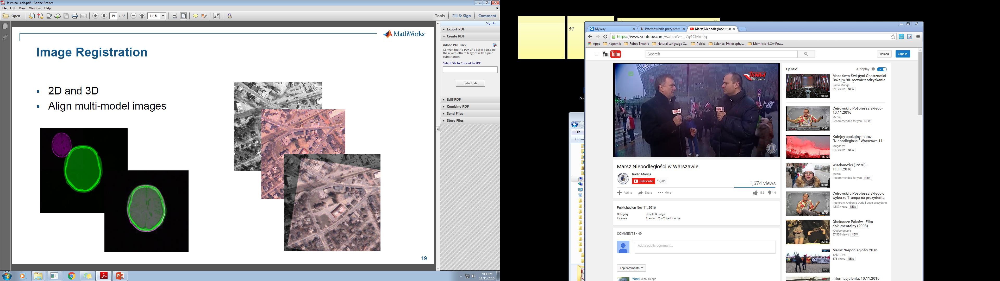 Jasmina Lazic.pdf - Adobe Reader
File Edit View Window Help
Open
19 / 42
111%
Tools Fill & Sign Comment
MathWorks
Image Registration
2D and 3D
Align multi-model images
19
Sign In
Export PDF
Create PDF
Adobe PDF Pack
Convert files to PDF and easily combine
them with other file types with a paid
subscription.
Select File to Convert to PDF:
Select File
Edit PDF
Combine PDF
Send Files
Store Files
7:13 PM
11/11/2016
gg
Sop
File
Organi
MyWay
Przemówienie prezydenta
Marsz Niepodległości w
https://www.youtube.com/watch?v=sj7g4CMre9g
Apps Kopernik Robot Theatre Natural Language O... Polska Science, Philosophy,... Memristor LOw Pow...
YouTube
Search
Upload
Sign in
TRWAM
na żywo
Marsz Niepodległości w Warszawie
Radio Maryja
Subscribe 12,206
1,674 views
Add to Share More
182 4
Published on Nov 11, 2016
Category People & Blogs
License Standard YouTube License
COMMENTS • 49
Add a public comment...
Top comments
Yann 3 hours ago
Up next
Autoplay
Msza św w Świątyni Opatrzności
Bożej w 98. rocznicę odzyskania
Radio Maryja
298 views NEW
1:06:56
Cejrowski u Pośpieszalskiego -
10.11.2016
Media
Recommended for you NEW
55:03
Kolejny spokojny marsz
"Niepodległości" Warszawa 11-
Magda W
642 views NEW
15:12
Wiadomości (19:30) -
11.11.2016
Media
Recommended for you NEW
30:04
Cejrowski u Pospieszalskiego o
wyborze Trumpa na prezydenta
Popieram Andrzeja Dudę i Jego prezydent
4,187 views NEW
39:38
Obcinacze Palców - Film
dokumentalny (2008)
voodoo people
57,550 views NEW
22:41
Marsz Niepodległości 2016
TAKT. TV
676 views NEW
8:13
Informacje Dnia: 10.11.2016